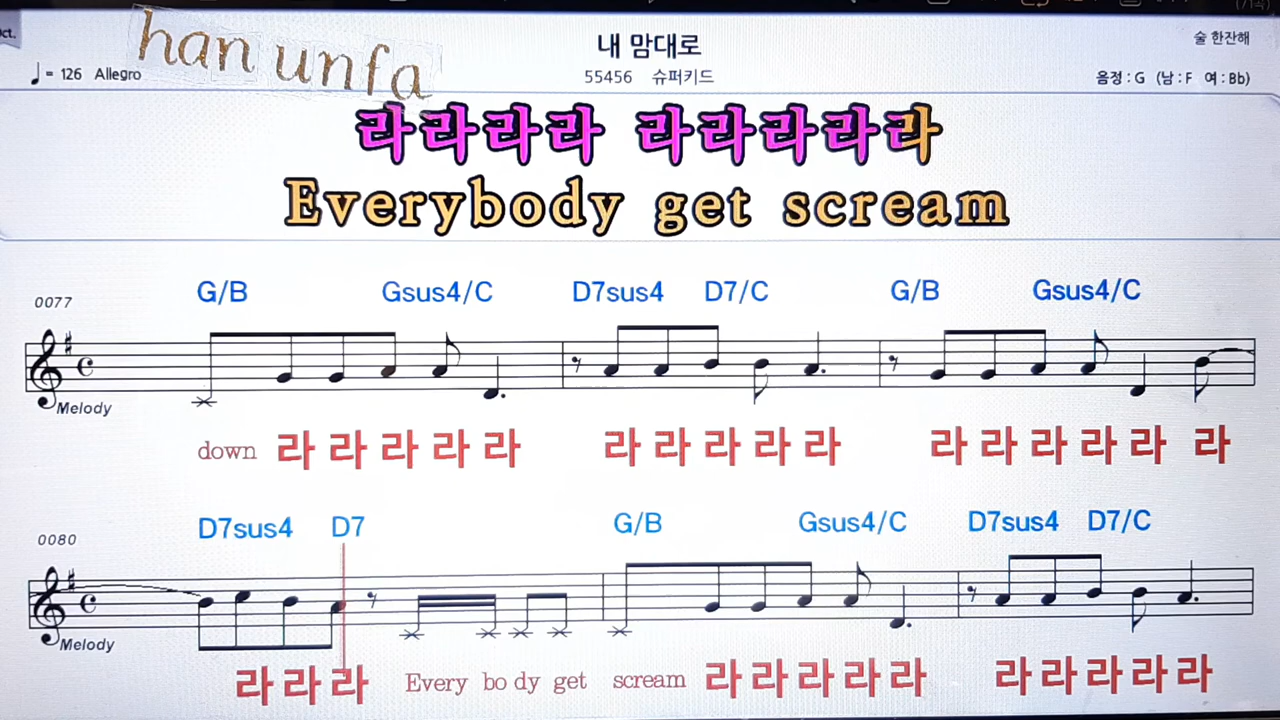 han unfa
내 맘대로
술 한잔해
♩= 126 Allegro
55456 슈퍼키드
음정 : G (남 : F 여 : Bb)
라라라라 라라라라라
Everybody get scream
0077
G/B Gsus4/C D7sus4 D7/C G/B Gsus4/C
Melody
down 라 라 라 라 라 라 라 라 라 라 라 라 라 라 라 라
0080
D7sus4 D7 G/B Gsus4/C D7sus4 D7/C
Melody
라 라 라 Every bo dy get scream 라 라 라 라 라 라 라 라 라 라